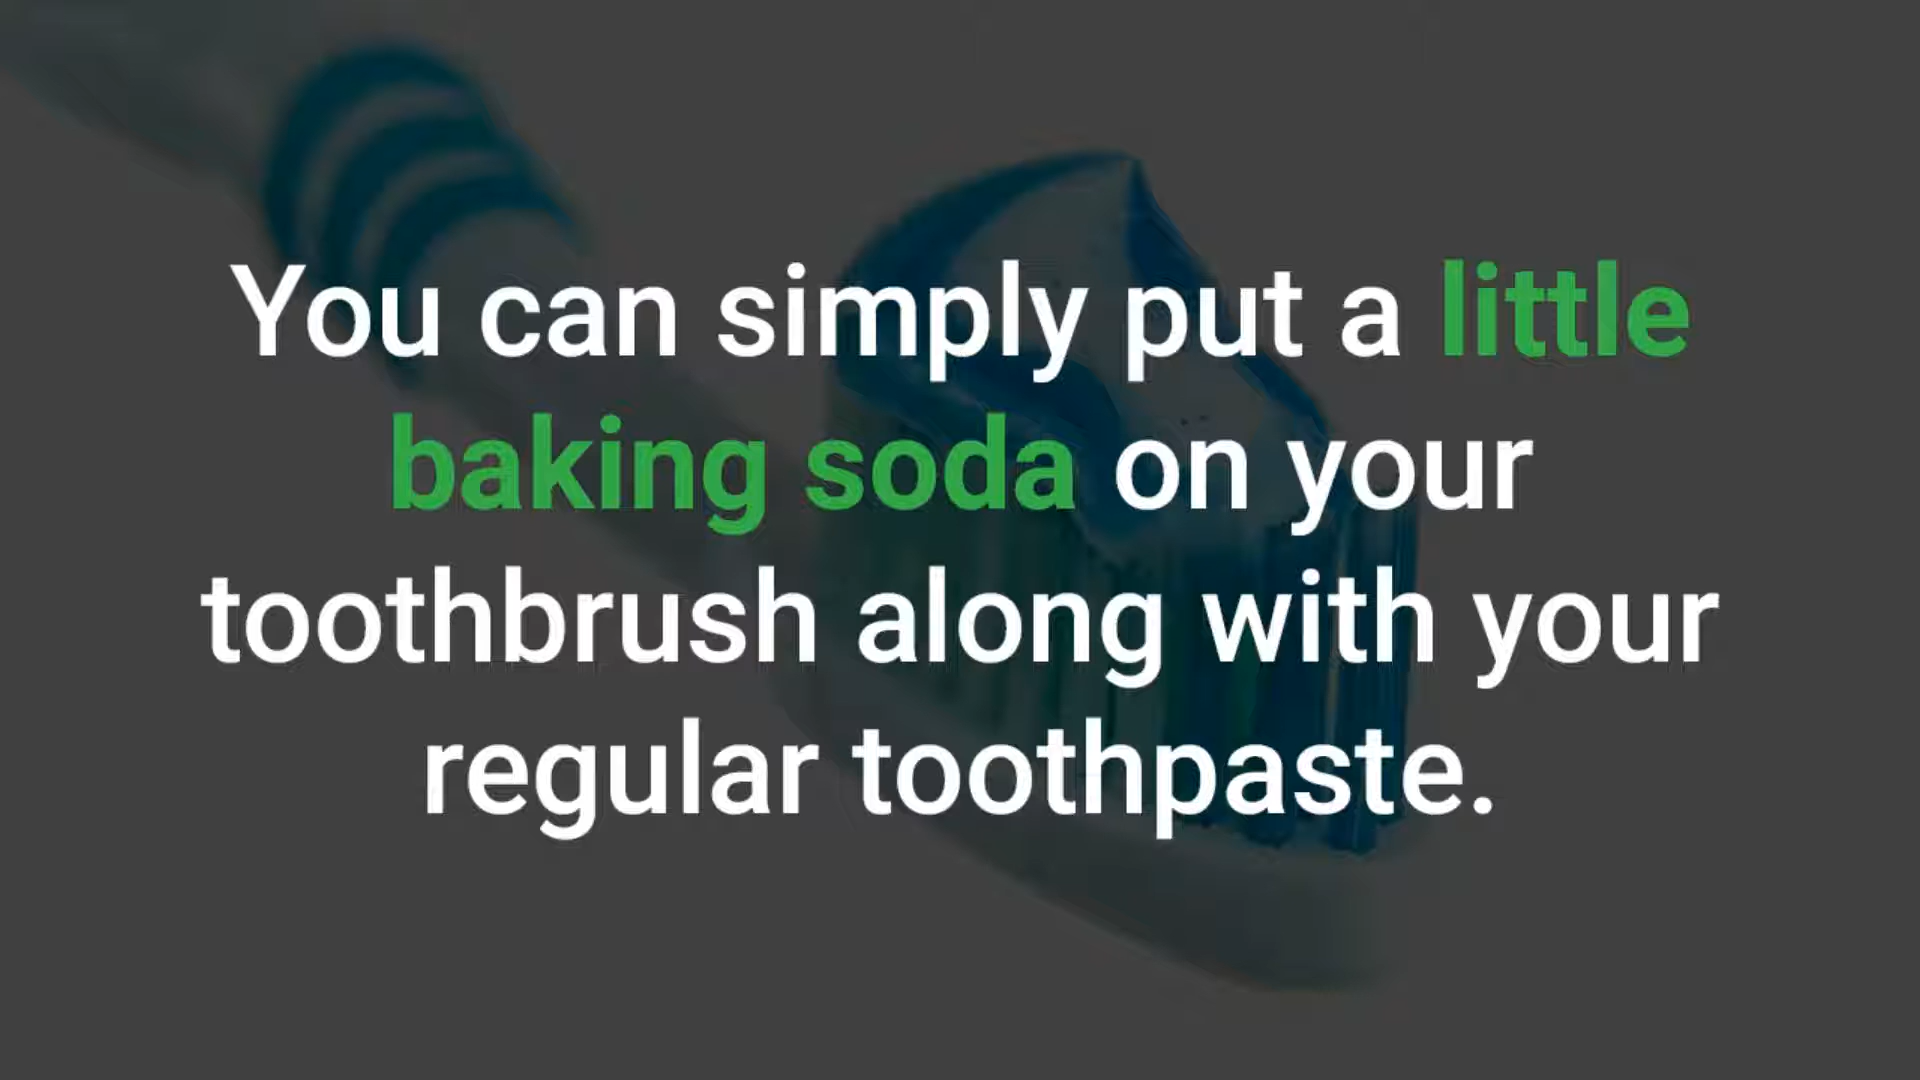 You can simply put a little
baking soda on your
toothbrush along with your
regular toothpaste.